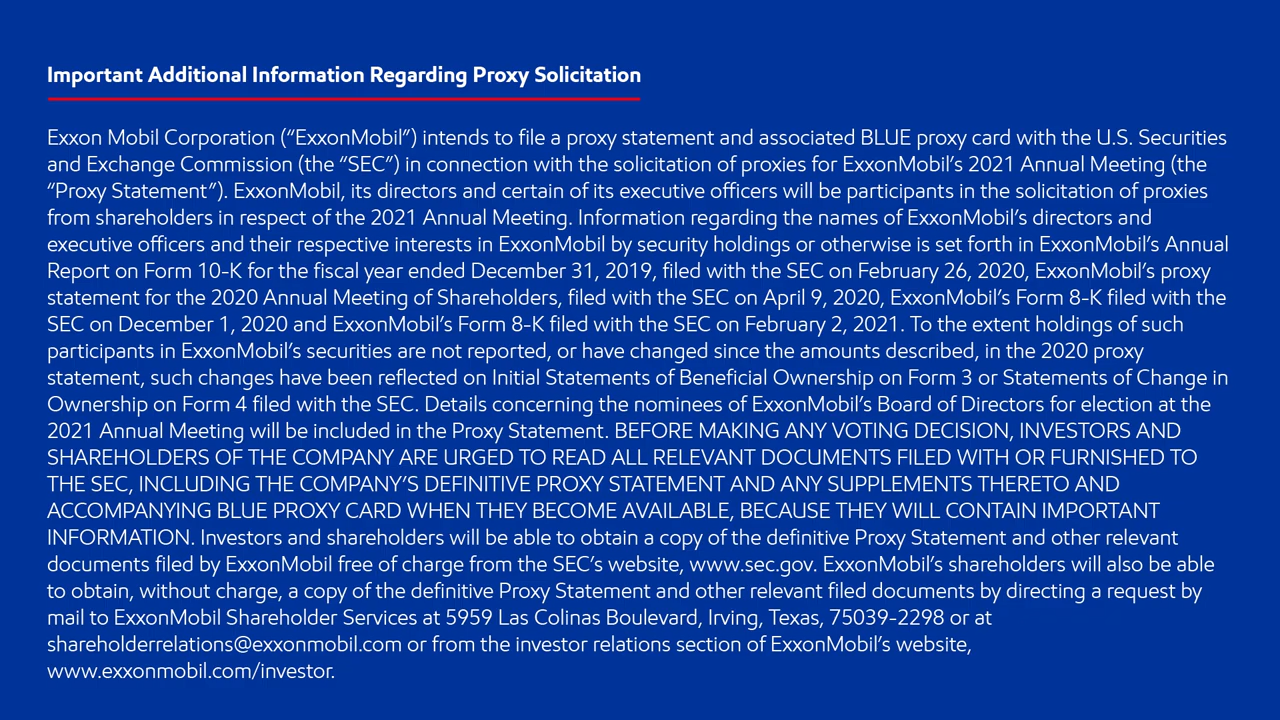 Important Additional Information Regarding Proxy Solicitation
Exxon Mobil Corporation (“ExxonMobil”) intends to file a proxy statement and associated BLUE proxy card with the U.S. Securities
and Exchange Commission (the “SEC”) in connection with the solicitation of proxies for ExxonMobil’s 2021 Annual Meeting (the
“Proxy Statement”). ExxonMobil, its directors and certain of its executive officers will be participants in the solicitation of proxies
from shareholders in respect of the 2021 Annual Meeting. Information regarding the names of ExxonMobil’s directors and
executive officers and their respective interests in ExxonMobil by security holdings or otherwise is set forth in ExxonMobil’s Annual
Report on Form 10-K for the fiscal year ended December 31, 2019, filed with the SEC on February 26, 2020, ExxonMobil’s proxy
statement for the 2020 Annual Meeting of Shareholders, filed with the SEC on April 9, 2020, ExxonMobil’s Form 8-K filed with the
SEC on December 1, 2020 and ExxonMobil’s Form 8-K filed with the SEC on February 2, 2021. To the extent holdings of such
participants in ExxonMobil’s securities are not reported, or have changed since the amounts described, in the 2020 proxy
statement, such changes have been reflected on Initial Statements of Beneficial Ownership on Form 3 or Statements of Change in
Ownership on Form 4 filed with the SEC. Details concerning the nominees of ExxonMobil’s Board of Directors for election at the
2021 Annual Meeting will be included in the Proxy Statement. BEFORE MAKING ANY VOTING DECISION, INVESTORS AND
SHAREHOLDERS OF THE COMPANY ARE URGED TO READ ALL RELEVANT DOCUMENTS FILED WITH OR FURNISHED TO
THE SEC, INCLUDING THE COMPANY’S DEFINITIVE PROXY STATEMENT AND ANY SUPPLEMENTS THERETO AND
ACCOMPANYING BLUE PROXY CARD WHEN THEY BECOME AVAILABLE, BECAUSE THEY WILL CONTAIN IMPORTANT
INFORMATION. Investors and shareholders will be able to obtain a copy of the definitive Proxy Statement and other relevant
documents filed by ExxonMobil free of charge from the SEC’s website, www.sec.gov. ExxonMobil’s shareholders will also be able
to obtain, without charge, a copy of the definitive Proxy Statement and other relevant filed documents by directing a request by
mail to ExxonMobil Shareholder Services at 5959 Las Colinas Boulevard, Irving, Texas, 75039-2298 or at
shareholderrelations@exxonmobil.com or from the investor relations section of ExxonMobil’s website,
www.exxonmobil.com/investor.